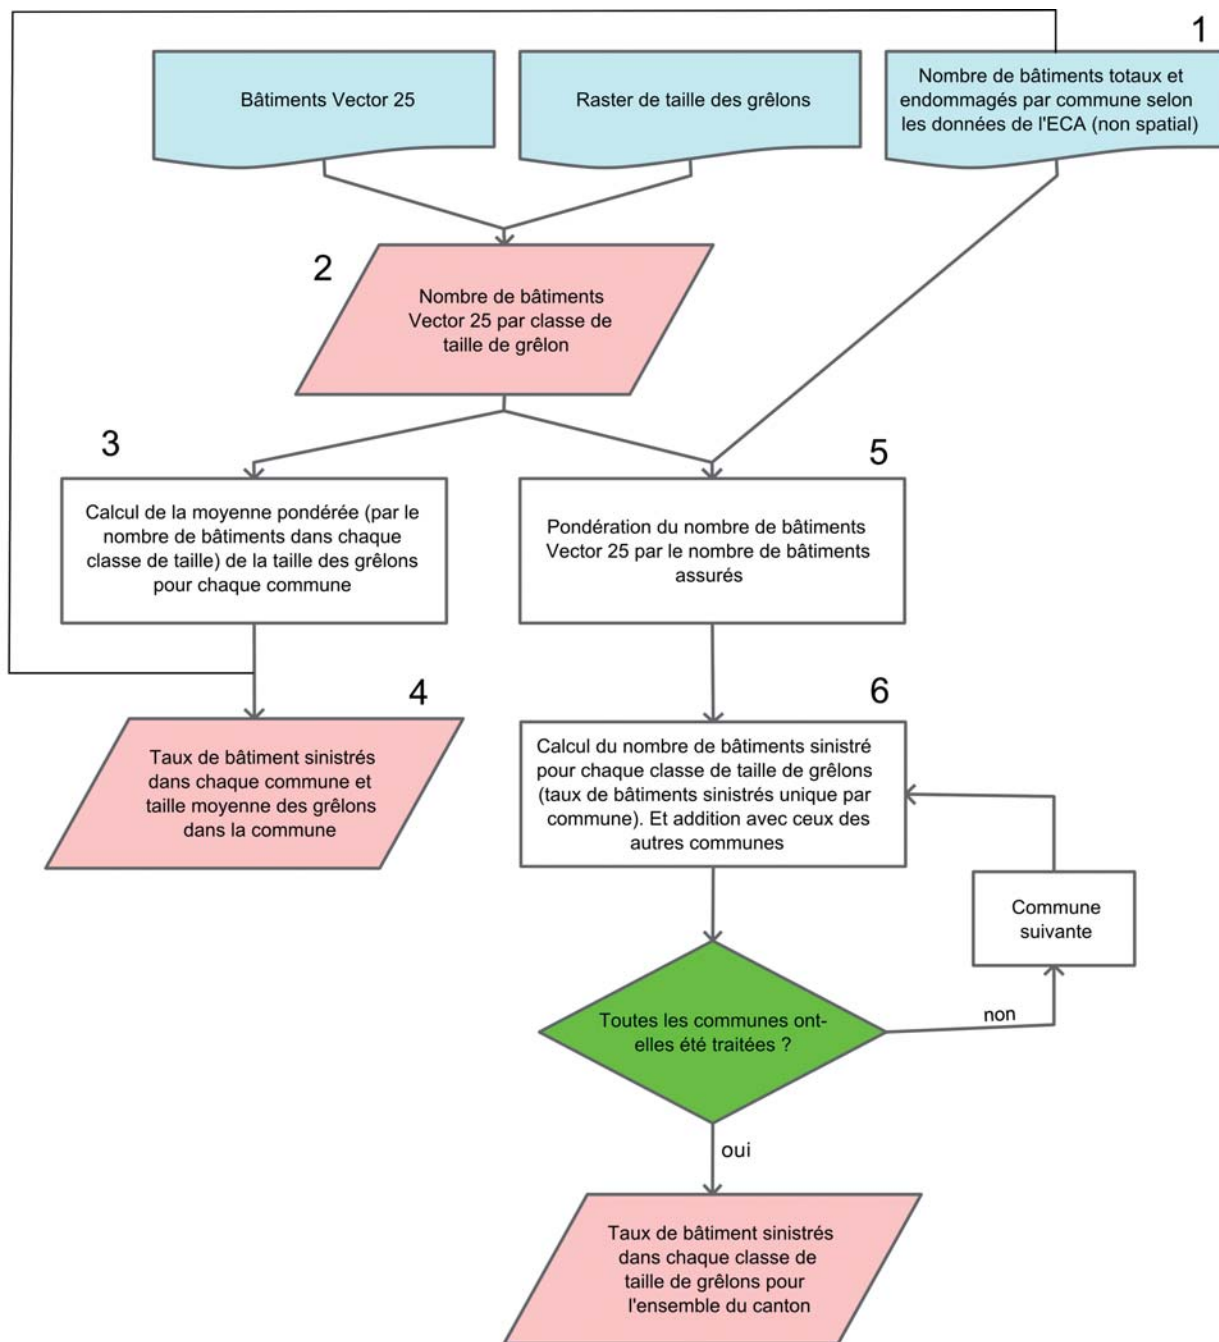 1
Bâtiments Vector 25
Raster de taille des grêlons
Nombre de bâtiments totaux et
endommagés par commune selon
les données de l'ECA (non spatial)
2
Nombre de bâtiments
Vector 25 par classe de
taille de grêlon
3
Calcul de la moyenne pondérée (par le
nombre de bâtiments dans chaque
classe de taille) de la taille des grêlons
pour chaque commune
5
Pondération du nombre de bâtiments
Vector 25 par le nombre de bâtiments
assurés
4
Taux de bâtiment sinistrés
dans chaque commune et
taille moyenne des grêlons
dans la commune
6
Calcul du nombre de bâtiments sinistré
pour chaque classe de taille de grêlons
(taux de bâtiments sinistrés unique par
commune). Et addition avec ceux des
autres communes
Commune
suivante
Toutes les communes ont-
elles été traitées ?
non
oui
Taux de bâtiment sinistrés
dans chaque classe de
taille de grêlons pour
l'ensemble du canton